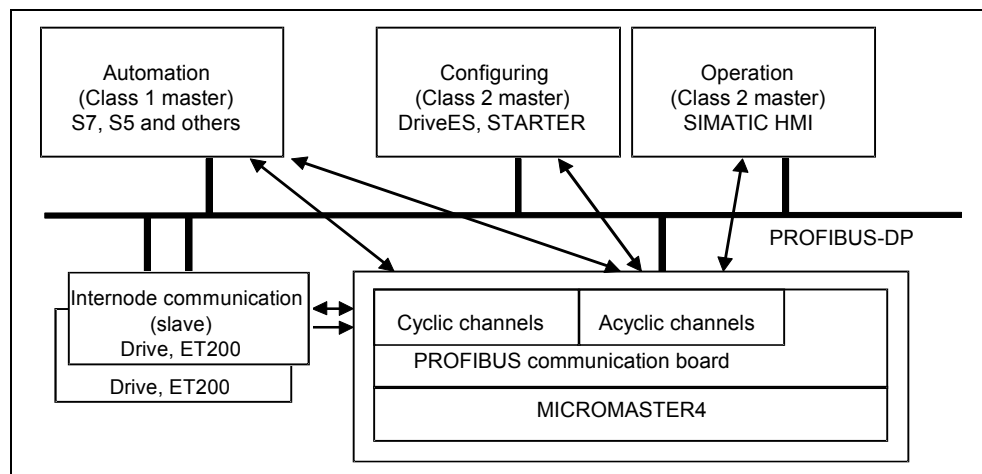 Automation
(Class 1 master)
S7, S5 and others
Configuring
(Class 2 master)
DriveES, STARTER
Operation
(Class 2 master)
SIMATIC HMI
PROFIBUS-DP
Internode communication
(slave)
Drive, ET200
Drive, ET200
Cyclic channels
Acyclic channels
PROFIBUS communication board
MICROMASTER4